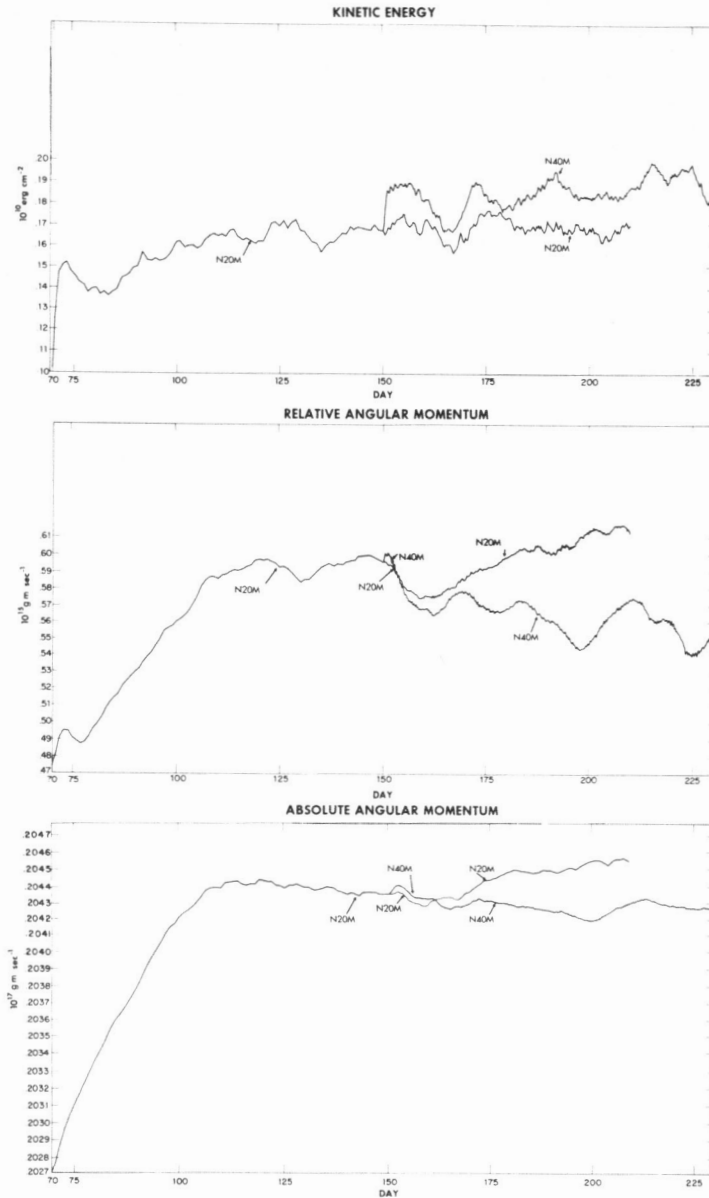 KINETIC ENERGY
.20
.19
.18
.17
.16
.15
.14
.13
.12
.11
.10
10¹⁰ erg cm⁻²
N40M
N20M
N20M
70 75 100 125 150 175 200 225
DAY
RELATIVE ANGULAR MOMENTUM
.61
.60
.59
.58
.57
.56
.55
.54
.53
.52
.51
.50
.49
.48
.47
10¹⁵ g m sec⁻¹
N20M
N40M
N20M
N20M
N40M
70 75 100 125 150 175 200 225
DAY
ABSOLUTE ANGULAR MOMENTUM
.2047
.2046
.2045
.2044
.2043
.2042
.2041
.2040
.2039
.2038
.2037
.2036
.2035
.2034
.2033
.2032
.2031
.2030
.2029
.2028
.2027
10¹⁷ g m sec⁻¹
N40M
N20M
N20M
N20M
N40M
70 75 100 125 150 175 200 225
DAY